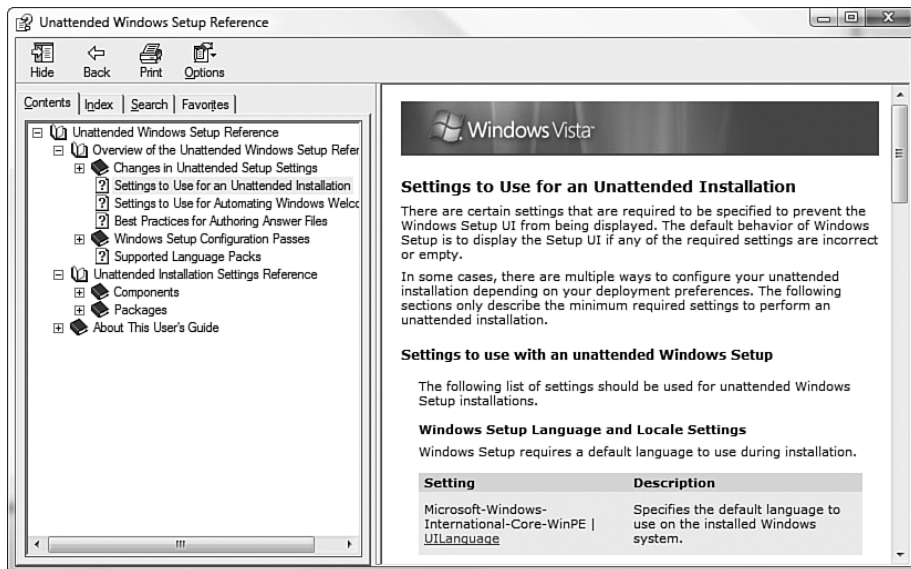 Unattended Windows Setup Reference
Hide Back Print Options
Contents Index Search Favorites
Unattended Windows Setup Reference
Overview of the Unattended Windows Setup Refer
Changes in Unattended Setup Settings
Settings to Use for an Unattended Installation
Settings to Use for Automating Windows Welco
Best Practices for Authoring Answer Files
Windows Setup Configuration Passes
Supported Language Packs
Unattended Installation Settings Reference
Components
Packages
About This User's Guide
Windows Vista
Settings to Use for an Unattended Installation
There are certain settings that are required to be specified to prevent the
Windows Setup UI from being displayed. The default behavior of Windows
Setup is to display the Setup UI if any of the required settings are incorrect
or empty.
In some cases, there are multiple ways to configure your unattended
installation depending on your deployment preferences. The following
sections only describe the minimum required settings to perform an
unattended installation.
Settings to use with an unattended Windows Setup
The following list of settings should be used for unattended Windows
Setup installations.
Windows Setup Language and Locale Settings
Windows Setup requires a default language to use during installation.
Setting Description
Microsoft-Windows- Specifies the default language to
International-Core-WinPE | use on the installed Windows
UILanguage system.